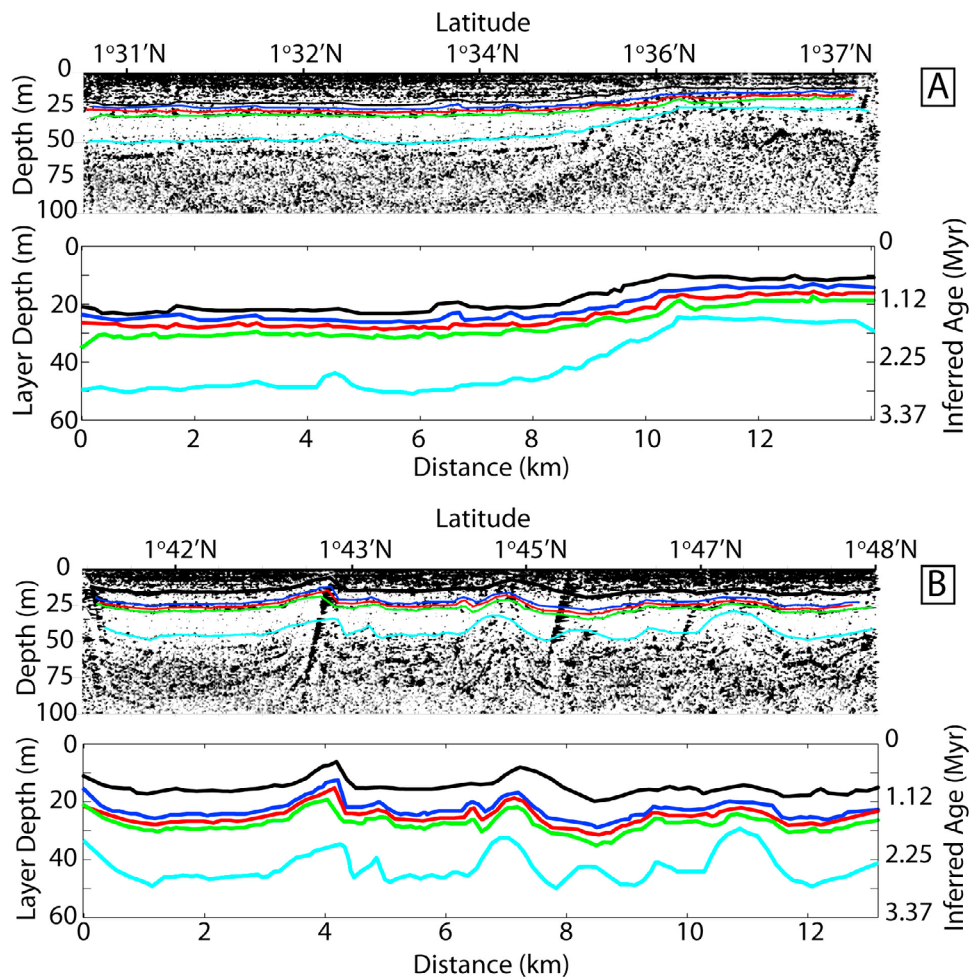 Latitude
1°31'N 1°32'N 1°34'N 1°36'N 1°37'N
A
Depth (m)
0
25
50
75
100
Layer Depth (m)
0
20
40
60
0
1.12
2.25
3.37
Inferred Age (Myr)
0 2 4 6 8 10 12
Distance (km)
Latitude
1°42'N 1°43'N 1°45'N 1°47'N 1°48'N
B
Depth (m)
0
25
50
75
100
Layer Depth (m)
0
20
40
60
0
1.12
2.25
3.37
Inferred Age (Myr)
0 2 4 6 8 10 12
Distance (km)